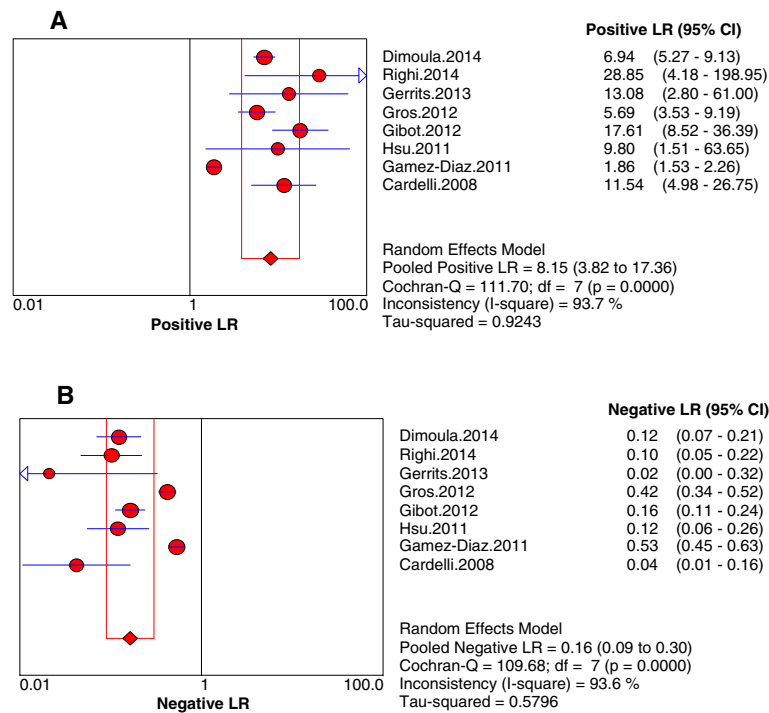 A
Positive LR (95% CI)
Dimoula.2014 6.94 (5.27 - 9.13)
Righi.2014 28.85 (4.18 - 198.95)
Gerrits.2013 13.08 (2.80 - 61.00)
Gros.2012 5.69 (3.53 - 9.19)
Gibot.2012 17.61 (8.52 - 36.39)
Hsu.2011 9.80 (1.51 - 63.65)
Gamez-Diaz.2011 1.86 (1.53 - 2.26)
Cardelli.2008 11.54 (4.98 - 26.75)
Random Effects Model
Pooled Positive LR = 8.15 (3.82 to 17.36)
Cochran-Q = 111.70; df = 7 (p = 0.0000)
Inconsistency (I-square) = 93.7 %
Tau-squared = 0.9243
0.01 1 100.0
Positive LR
B
Negative LR (95% CI)
Dimoula.2014 0.12 (0.07 - 0.21)
Righi.2014 0.10 (0.05 - 0.22)
Gerrits.2013 0.02 (0.00 - 0.32)
Gros.2012 0.42 (0.34 - 0.52)
Gibot.2012 0.16 (0.11 - 0.24)
Hsu.2011 0.12 (0.06 - 0.26)
Gamez-Diaz.2011 0.53 (0.45 - 0.63)
Cardelli.2008 0.04 (0.01 - 0.16)
Random Effects Model
Pooled Negative LR = 0.16 (0.09 to 0.30)
Cochran-Q = 109.68; df = 7 (p = 0.0000)
Inconsistency (I-square) = 93.6 %
Tau-squared = 0.5796
0.01 1 100.0
Negative LR